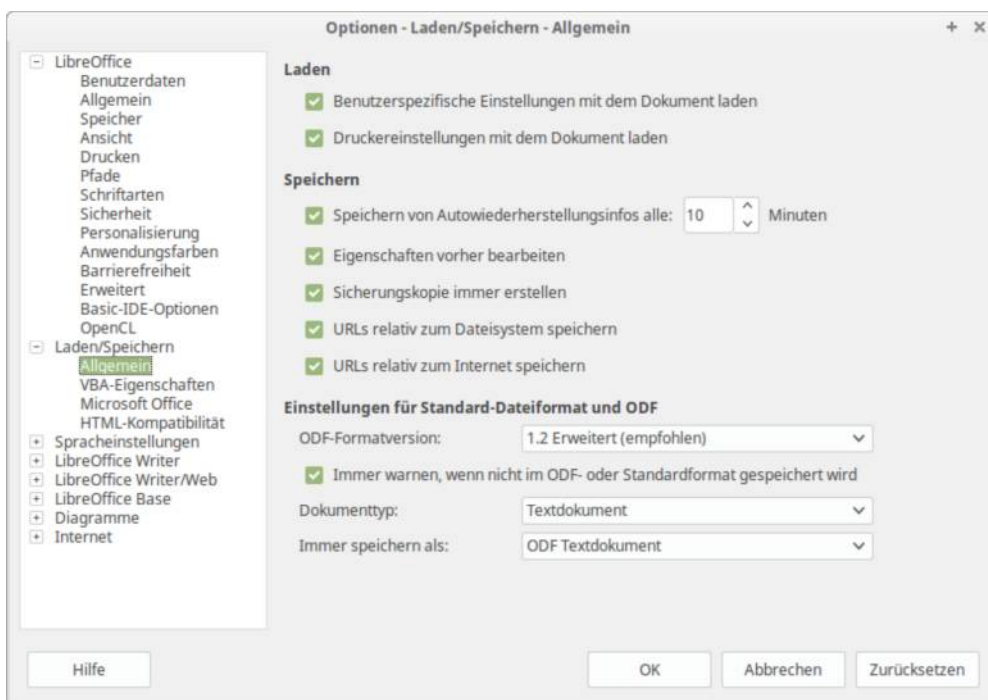 Optionen - Laden/Speichern - Allgemein
LibreOffice
Benutzerdaten
Allgemein
Speicher
Ansicht
Drucken
Pfade
Schriftarten
Sicherheit
Personalisierung
Anwendungsfarben
Barrierefreiheit
Erweitert
Basic-IDE-Optionen
OpenCL
Laden/Speichern
Allgemein
VBA-Eigenschaften
Microsoft Office
HTML-Kompatibilität
Spracheinstellungen
LibreOffice Writer
LibreOffice Writer/Web
LibreOffice Base
Diagramme
Internet
Laden
Benutzerspezifische Einstellungen mit dem Dokument laden
Druckereinstellungen mit dem Dokument laden
Speichern
Speichern von Autowiederherstellungsinfos alle: 10 Minuten
Eigenschaften vorher bearbeiten
Sicherungskopie immer erstellen
URLs relativ zum Dateisystem speichern
URLs relativ zum Internet speichern
Einstellungen für Standard-Dateiformat und ODF
ODF-Formatversion: 1.2 Erweitert (empfohlen)
Immer warnen, wenn nicht im ODF- oder Standardformat gespeichert wird
Dokumenttyp: Textdokument
Immer speichern als: ODF Textdokument
Hilfe OK Abbrechen Zurücksetzen